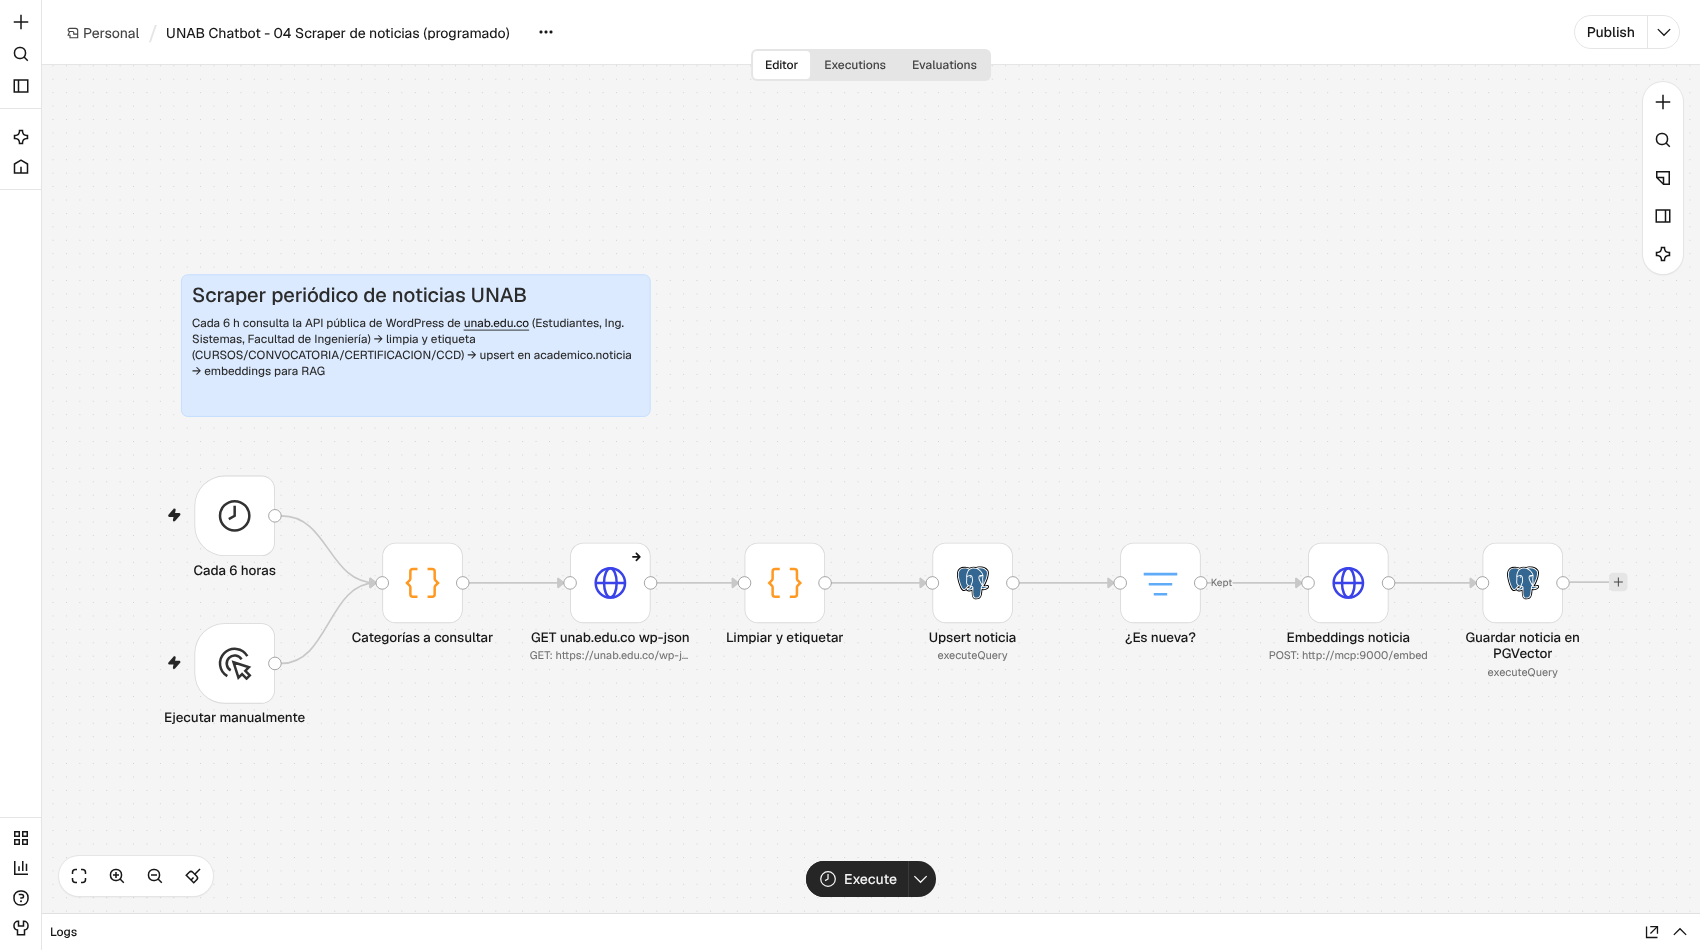 Personal / UNAB Chatbot - 04 Scraper de noticias (programado) ...
Publish
Editor Executions Evaluations
Scraper periódico de noticias UNAB
Cada 6 h consulta la API pública de WordPress de unab.edu.co (Estudiantes, Ing.
Sistemas, Facultad de Ingeniería) → limpia y etiqueta
(CURSOS/CONVOCATORIA/CERTIFICACION/CCD) → upsert en academico.noticia
→ embeddings para RAG
Cada 6 horas
Ejecutar manualmente
Categorías a consultar
GET unab.edu.co wp-json
GET: https://unab.edu.co/wp-j...
Limpiar y etiquetar
Upsert noticia
executeQuery
¿Es nueva?
Kept
Embeddings noticia
POST: http://mcp:9000/embed
Guardar noticia en
PGVector
executeQuery
Execute
Logs